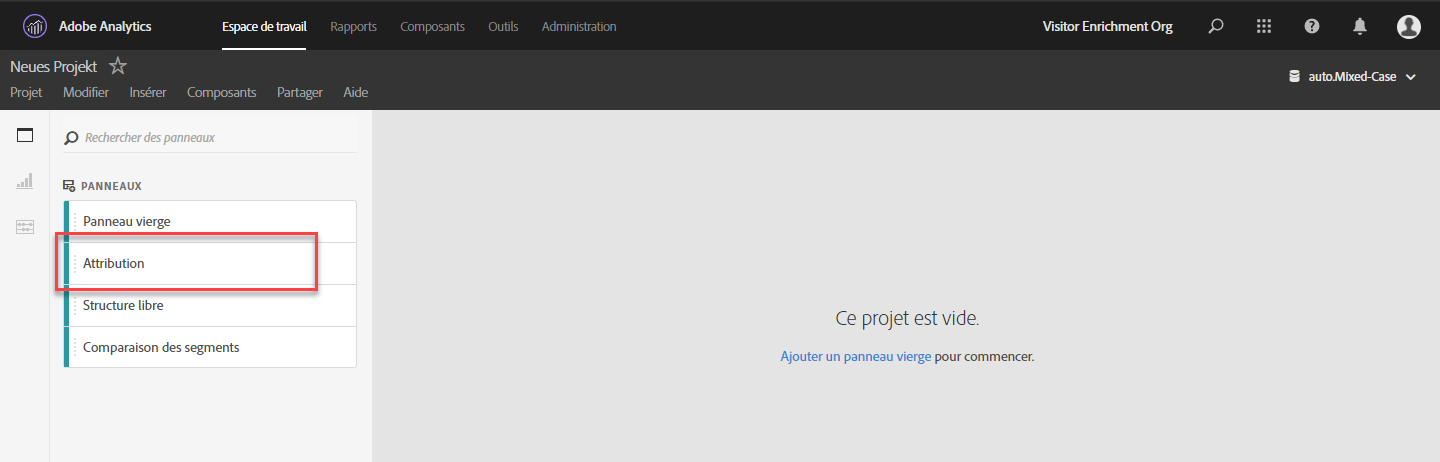 Adobe Analytics Espace de travail Rapports Composants Outils Administration Visitor Enrichment Org
Neues Projekt
auto.Mixed-Case
Projet Modifier Insérer Composants Partager Aide
Rechercher des panneaux
PANNEAUX
Panneau vierge
Attribution
Structure libre
Comparaison des segments
Ce projet est vide.
Ajouter un panneau vierge pour commencer.